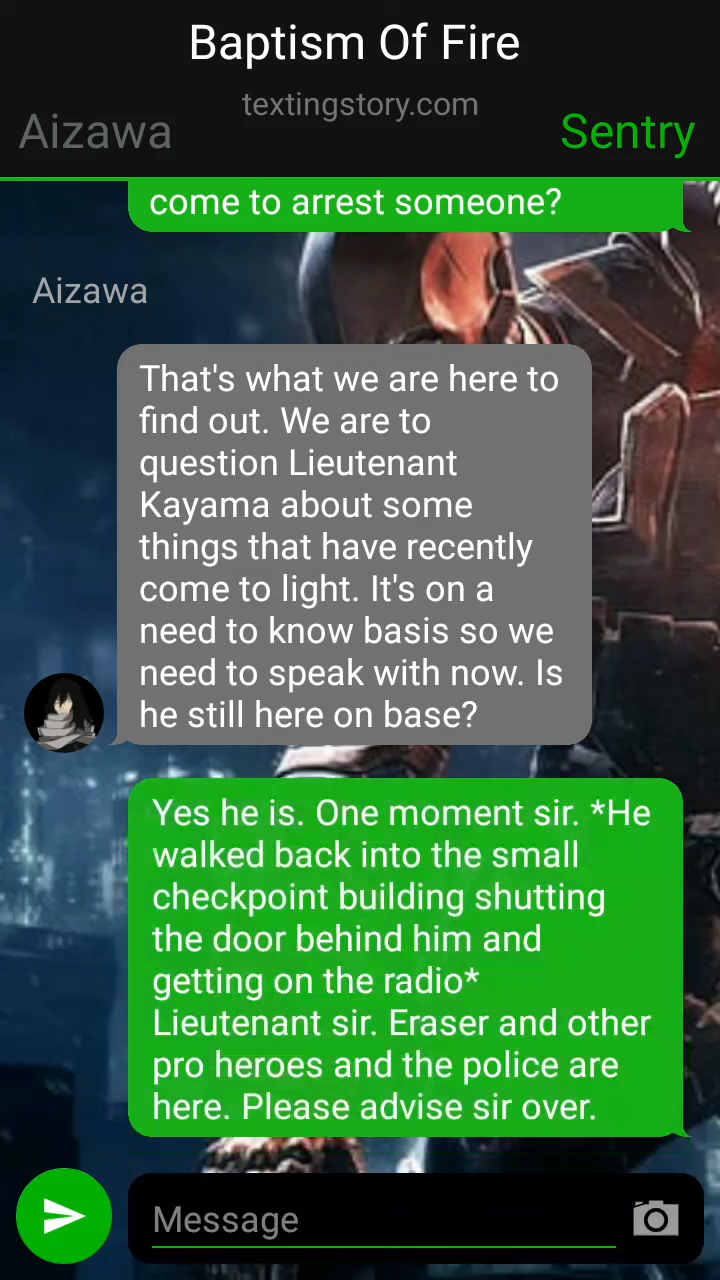 Baptism Of Fire
textingstory.com
Aizawa
Sentry
come to arrest someone?
Aizawa
That's what we are here to
find out. We are to
question Lieutenant
Kayama about some
things that have recently
come to light. It's on a
need to know basis so we
need to speak with now. Is
he still here on base?
Yes he is. One moment sir. *He
walked back into the small
checkpoint building shutting
the door behind him and
getting on the radio*
Lieutenant sir. Eraser and other
pro heroes and the police are
here. Please advise sir over.
Message